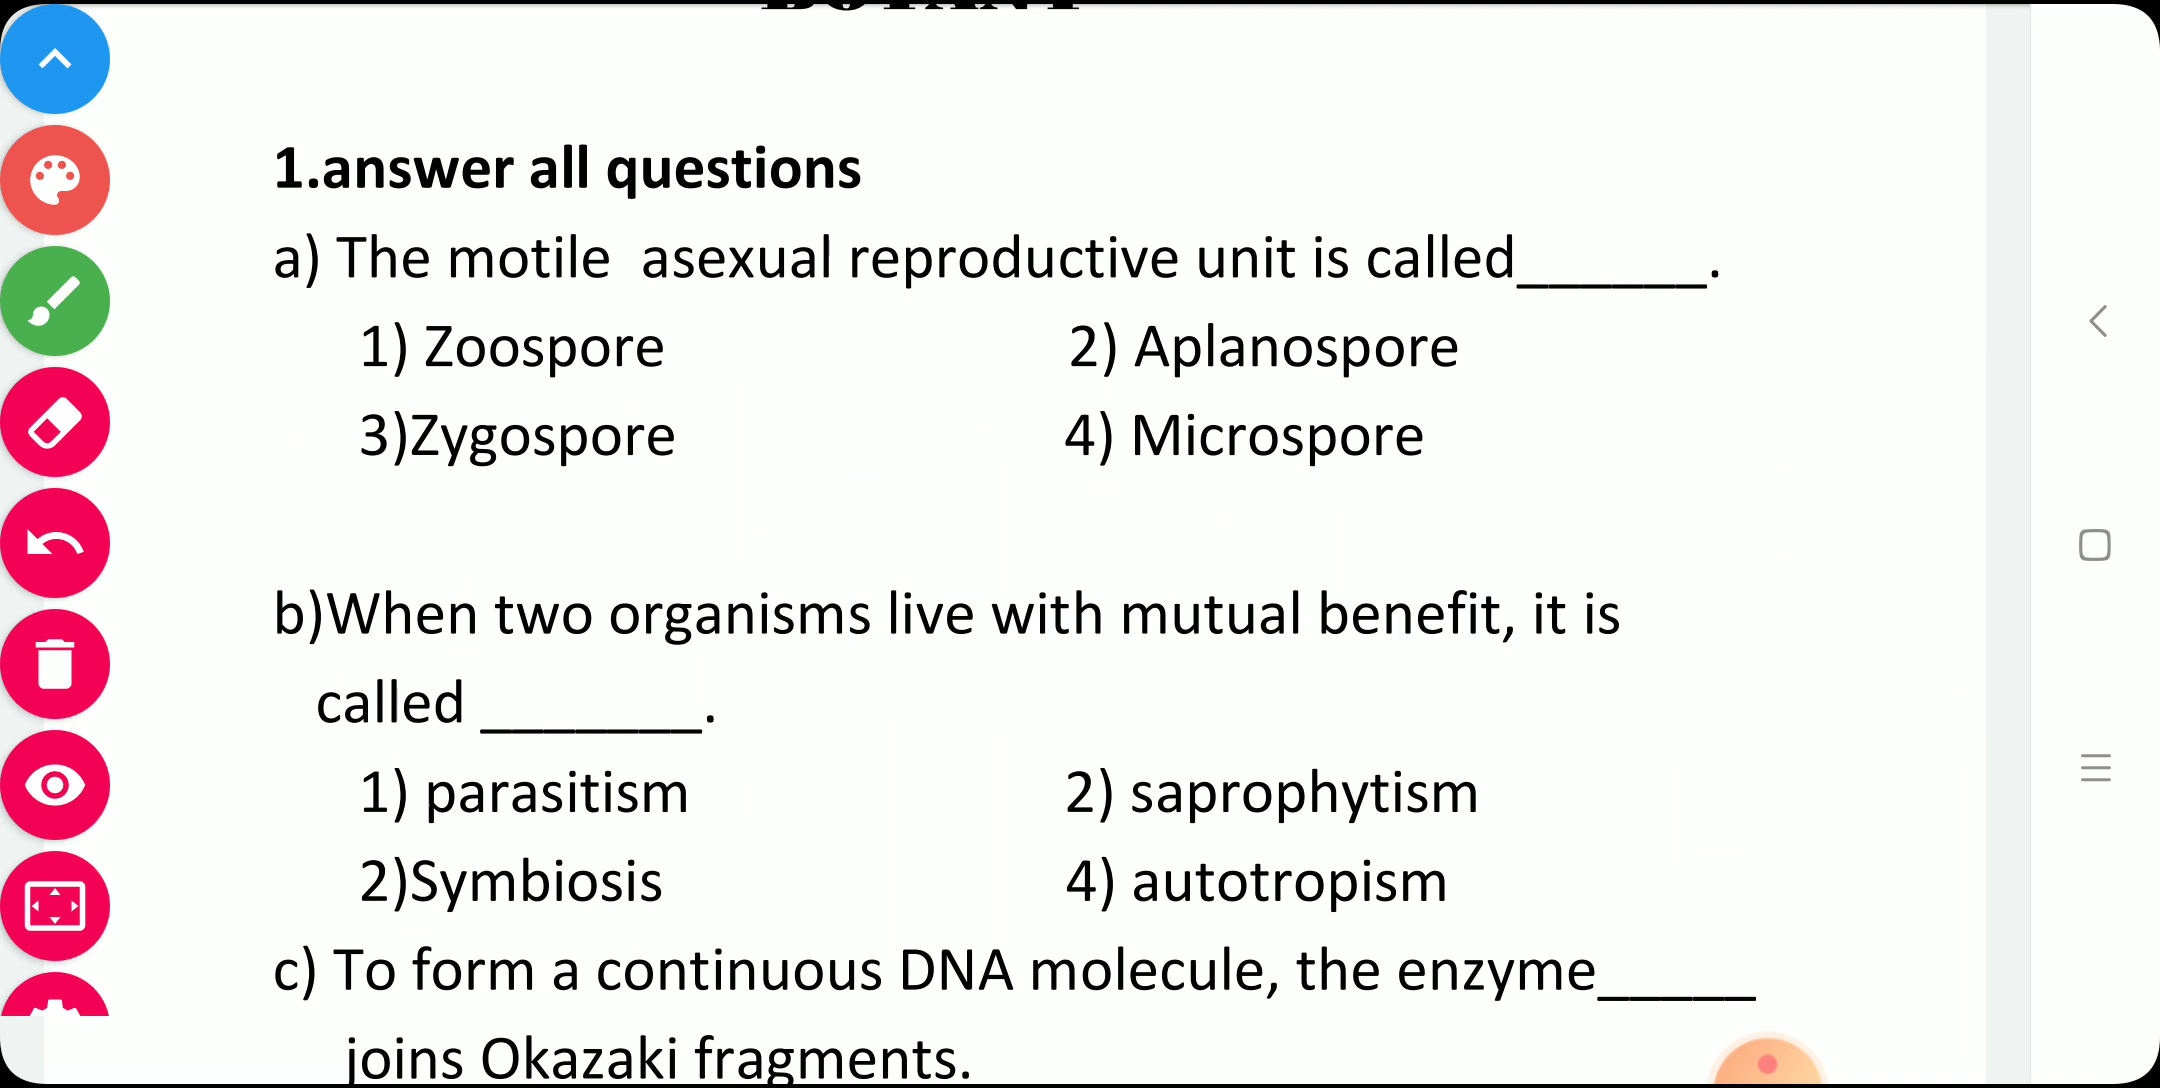 1.answer all questions
a) The motile asexual reproductive unit is called______.
1) Zoospore 2) Aplanospore
3)Zygospore 4) Microspore
b)When two organisms live with mutual benefit, it is
called _______.
1) parasitism 2) saprophytism
2)Symbiosis 4) autotropism
c) To form a continuous DNA molecule, the enzyme_____
joins Okazaki fragments.